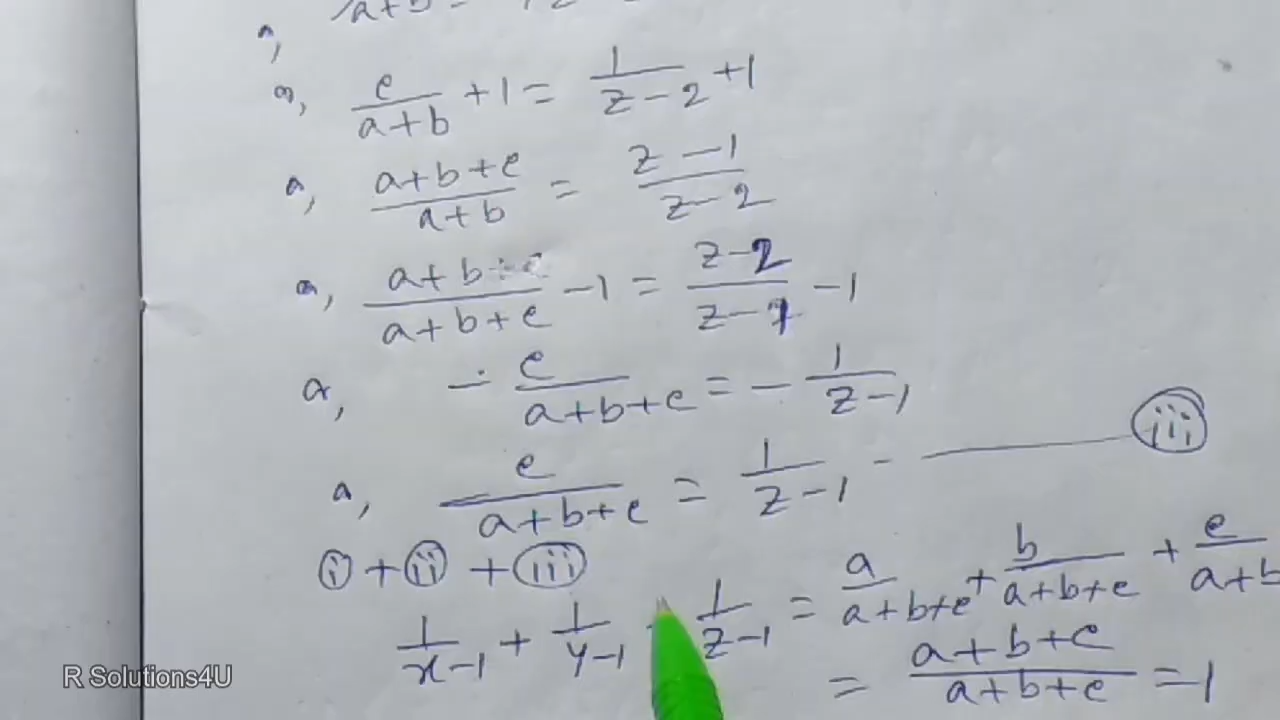 a+b
a, e/(a+b) + 1 = 1/(z-2) + 1
a, (a+b+e)/(a+b) = (z-1)/(z-2)
a, (a+b÷e)/(a+b+e) - 1 = (z-2)/(z-1) - 1
a, - e/(a+b+e) = - 1/(z-1)
a, e/(a+b+e) = 1/(z-1) - (iii)
(i) + (ii) + (iii)
1/(x-1) + 1/(y-1) + 1/(z-1) = a/(a+b+e) + b/(a+b+e) + e/(a+b
= (a+b+e)/(a+b+e) = 1
R Solutions4U